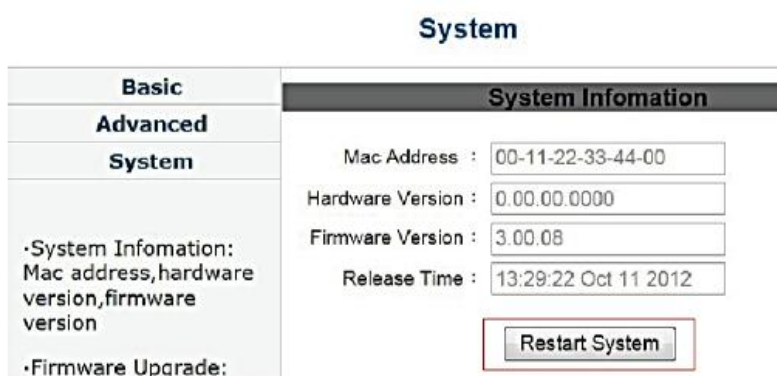 System
Basic
Advanced
System
·System Infomation:
Mac address,hardware
version,firmware
version
·Firmware Upgrade:
System Infomation
Mac Address : 00-11-22-33-44-00
Hardware Version : 0.00.00.0000
Firmware Version : 3.00.08
Release Time : 13:29:22 Oct 11 2012
Restart System